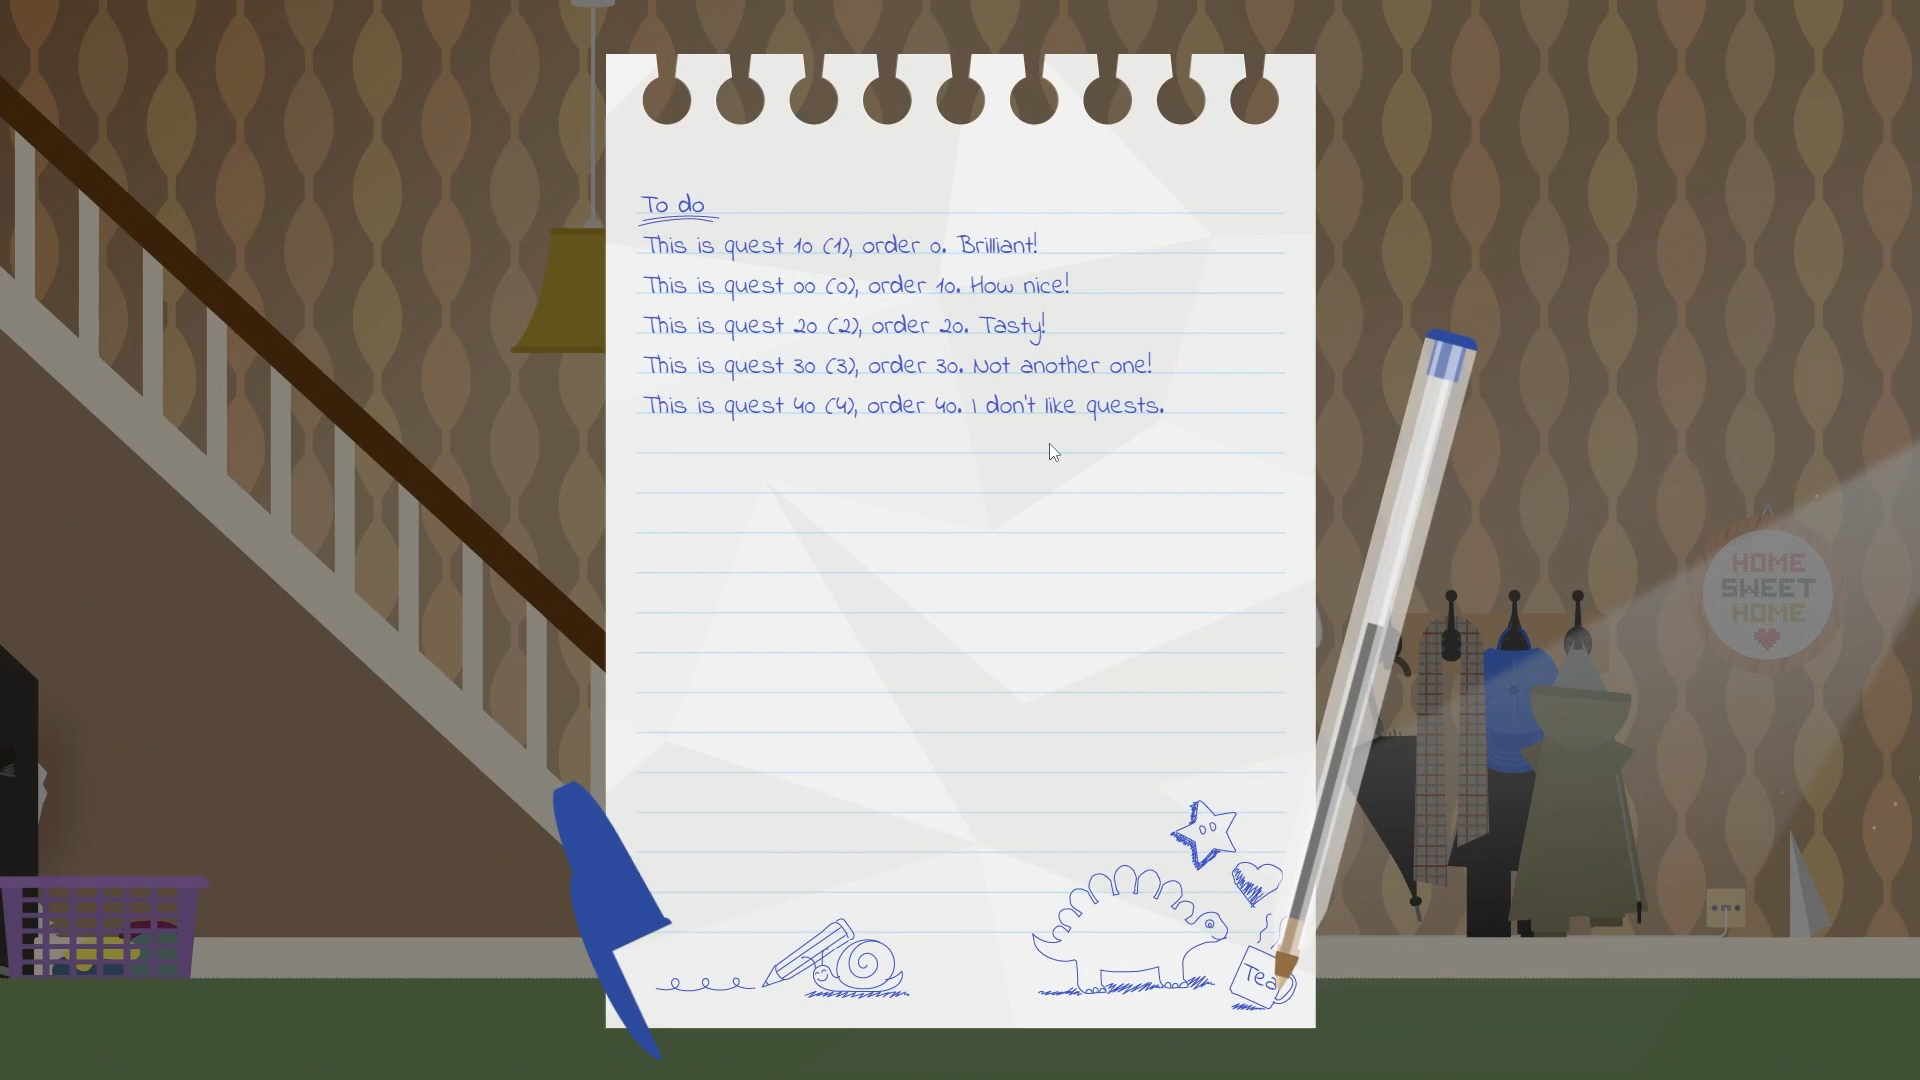 To do
This is quest 10 (1), order 0. Brilliant!
This is quest 00 (0), order 10. How nice!
This is quest 20 (2), order 20. Tasty!
This is quest 30 (3), order 30. Not another one!
This is quest 40 (4), order 40. I don't like quests.
HOME
SWEET
HOME
Tea